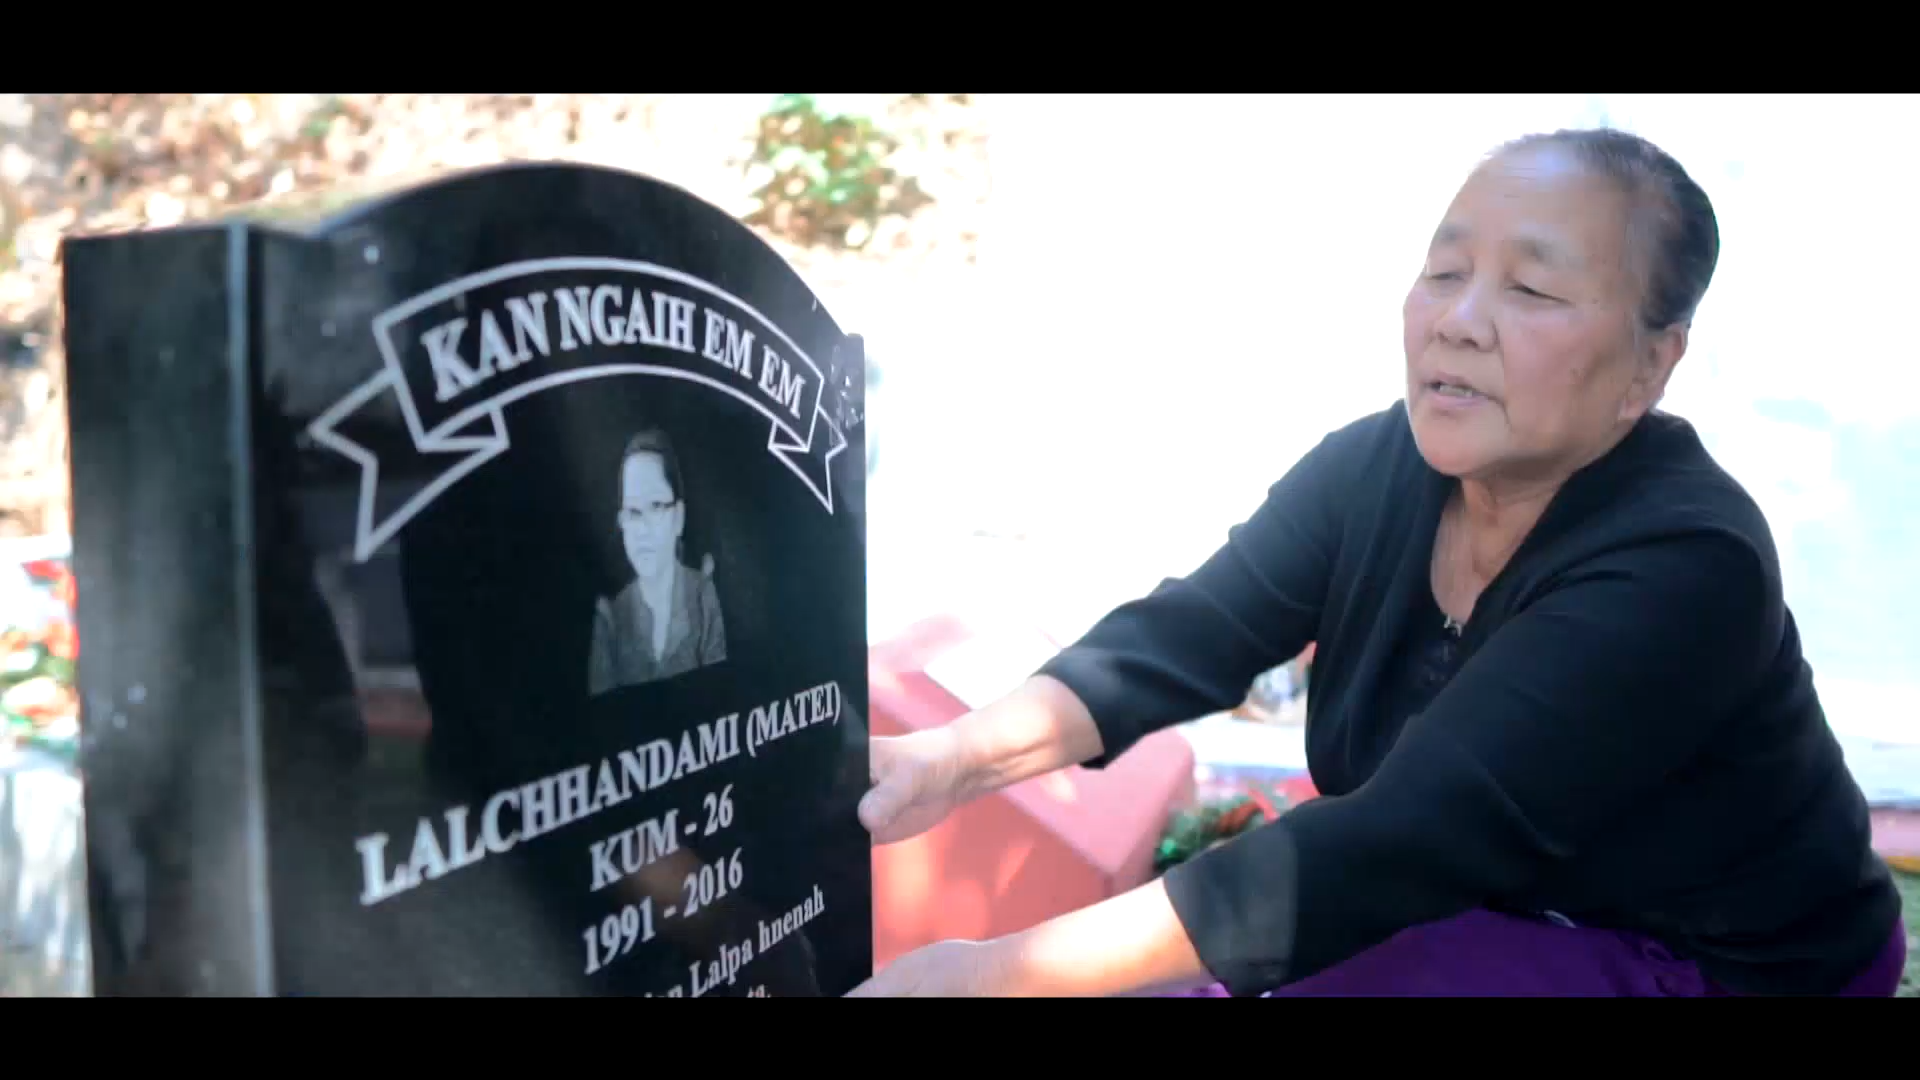 KAN NGAIH EM EM
LALCHHANDAMI (MATEI)
KUM - 26
1991 - 2016
Lalpa hnenah